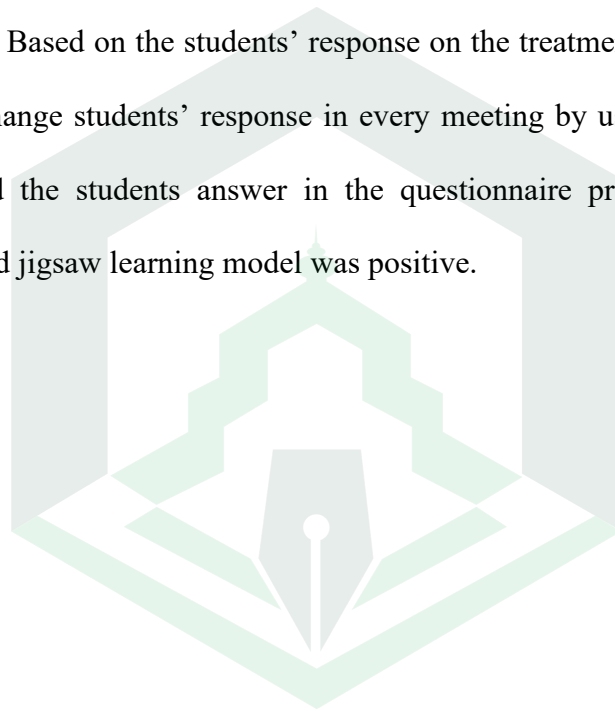 Based on the students’ response on the treatme
ange students’ response in every meeting by u
the students answer in the questionnaire pr
jigsaw learning model was positive.